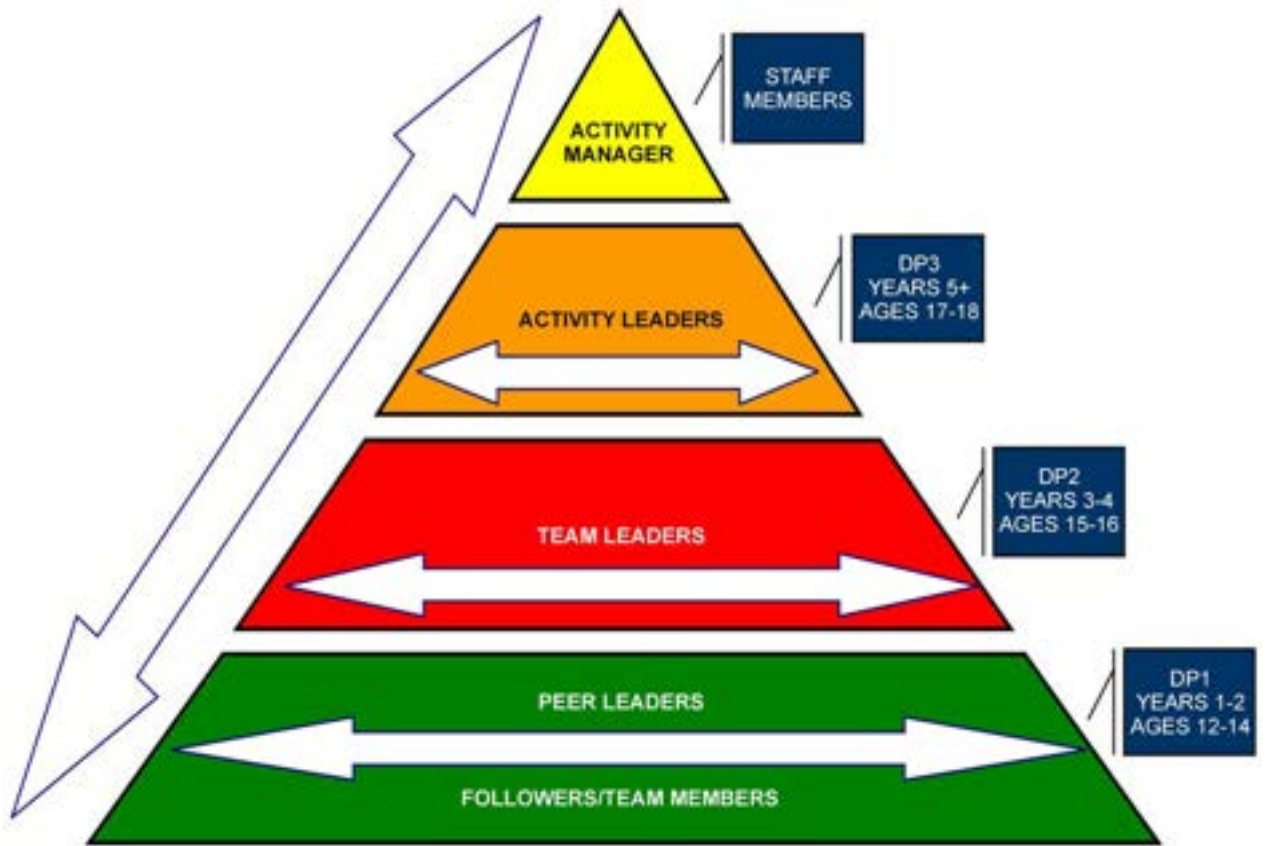 STAFF
MEMBERS
ACTIVITY
MANAGER
DP3
YEARS 5+
AGES 17-18
ACTIVITY LEADERS
DP2
YEARS 3-4
AGES 15-16
TEAM LEADERS
DP1
YEARS 1-2
AGES 12-14
PEER LEADERS
FOLLOWERS/TEAM MEMBERS